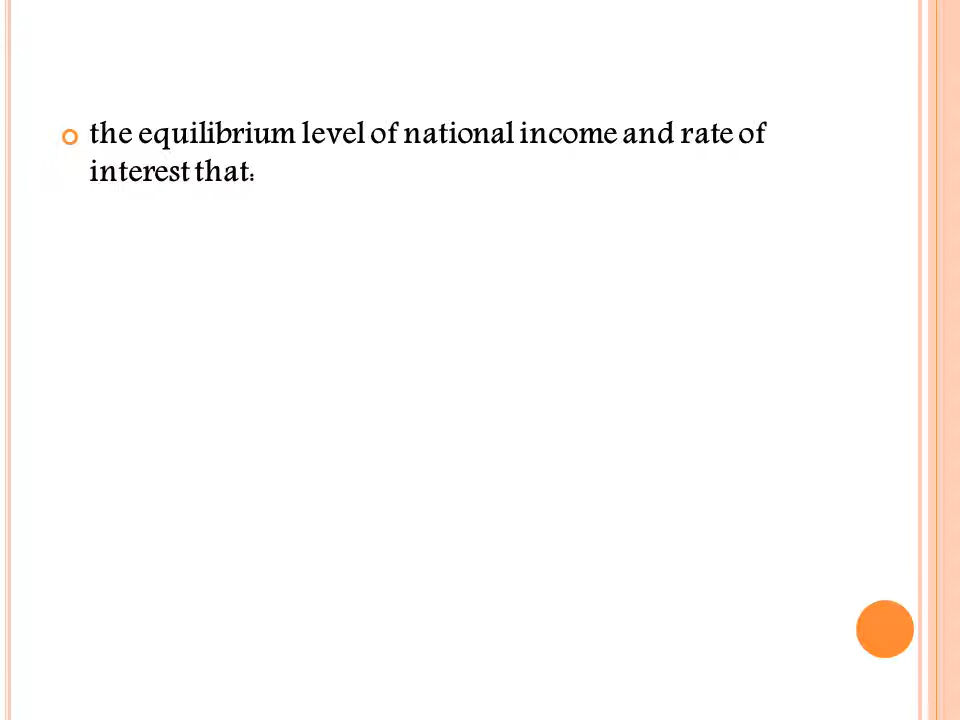 the equilibrium level of national income and rate of
interest that: